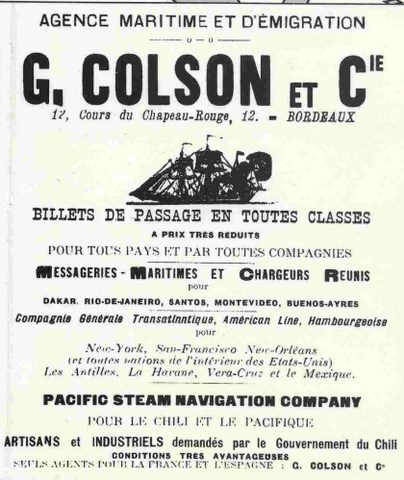 AGENCE MARITIME ET D'ÉMIGRATION
G. COLSON ET CIE
12, Cours du Chapeau-Rouge, 12. - BORDEAUX
BILLETS DE PASSAGE EN TOUTES CLASSES
A PRIX TRÈS RÉDUITS
POUR TOUS PAYS ET PAR TOUTES COMPAGNIES
MESSAGERIES - MARITIMES ET CHARGEURS REUNIS
pour
DAKAR, RIO-DE-JANEIRO, SANTOS, MONTEVIDEO, BUENOS-AYRES
Compagnie Générale Transatlantique, Américan Line, Hambourgeoise
pour
New-York, San-Francisco New-Orléans
(et toutes stations de l'intérieur des Etats-Unis)
Les Antilles, La Havane, Vera-Cruz et le Mexique.
PACIFIC STEAM NAVIGATION COMPANY
POUR LE CHILI ET LE PACIFIQUE
ARTISANS et INDUSTRIELS demandés par le Gouvernement du Chili
CONDITIONS TRÈS AVANTAGEUSES
SEULS AGENTS POUR LA FRANCE ET L'ESPAGNE : G. COLSON et Cie